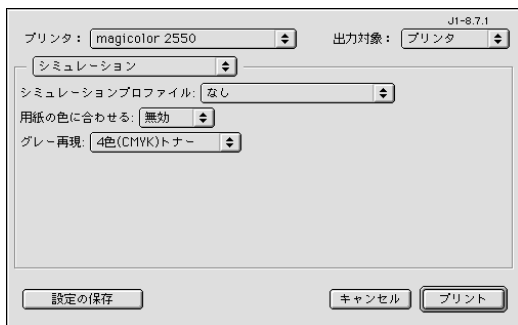 J1-8.7.1
プリンタ： magicolor 2550 出力対象： プリンタ
シミュレーション
シミュレーションプロファイル: なし
用紙の色に合わせる: 無効
グレー再現: 4色(CMYK)トナー
設定の保存 キャンセル プリント